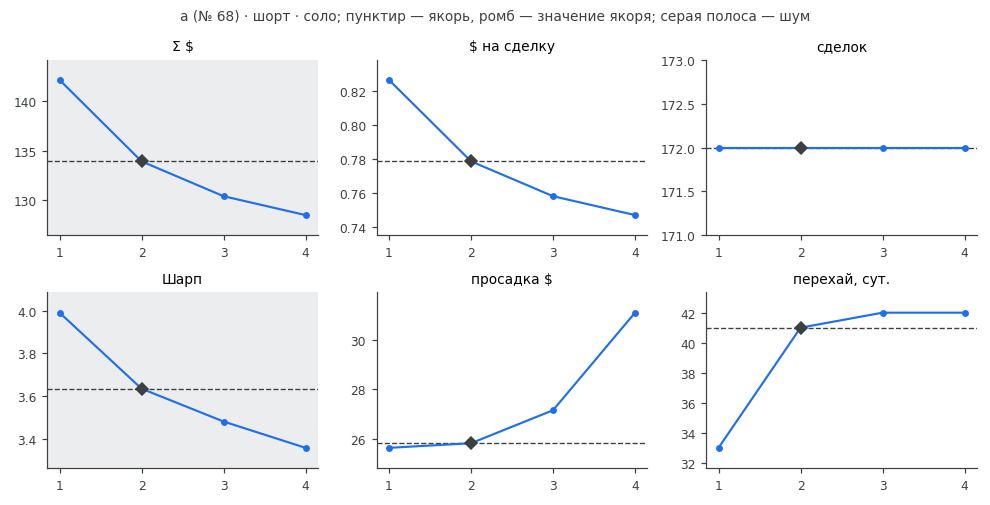 а (№ 68) · шорт · соло; пунктир — якорь, ромб — значение якоря; серая полоса — шум
Σ $
140
135
130
1 2 3 4
$ на сделку
0.82
0.80
0.78
0.76
0.74
1 2 3 4
сделок
173.0
172.5
172.0
171.5
171.0
1 2 3 4
Шарп
4.0
3.8
3.6
3.4
1 2 3 4
просадка $
30
28
26
1 2 3 4
перехай, сут.
42
40
38
36
34
32
1 2 3 4